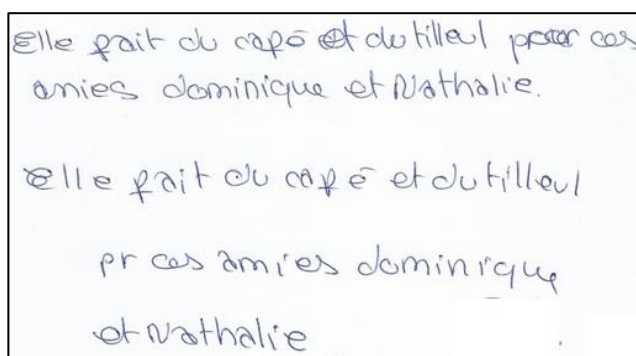 Elle fait du café et du tilleul pour ces
amies dominique et Nathalie.
Elle fait du café et du tilleul
pr ces amies dominique
et Nathalie